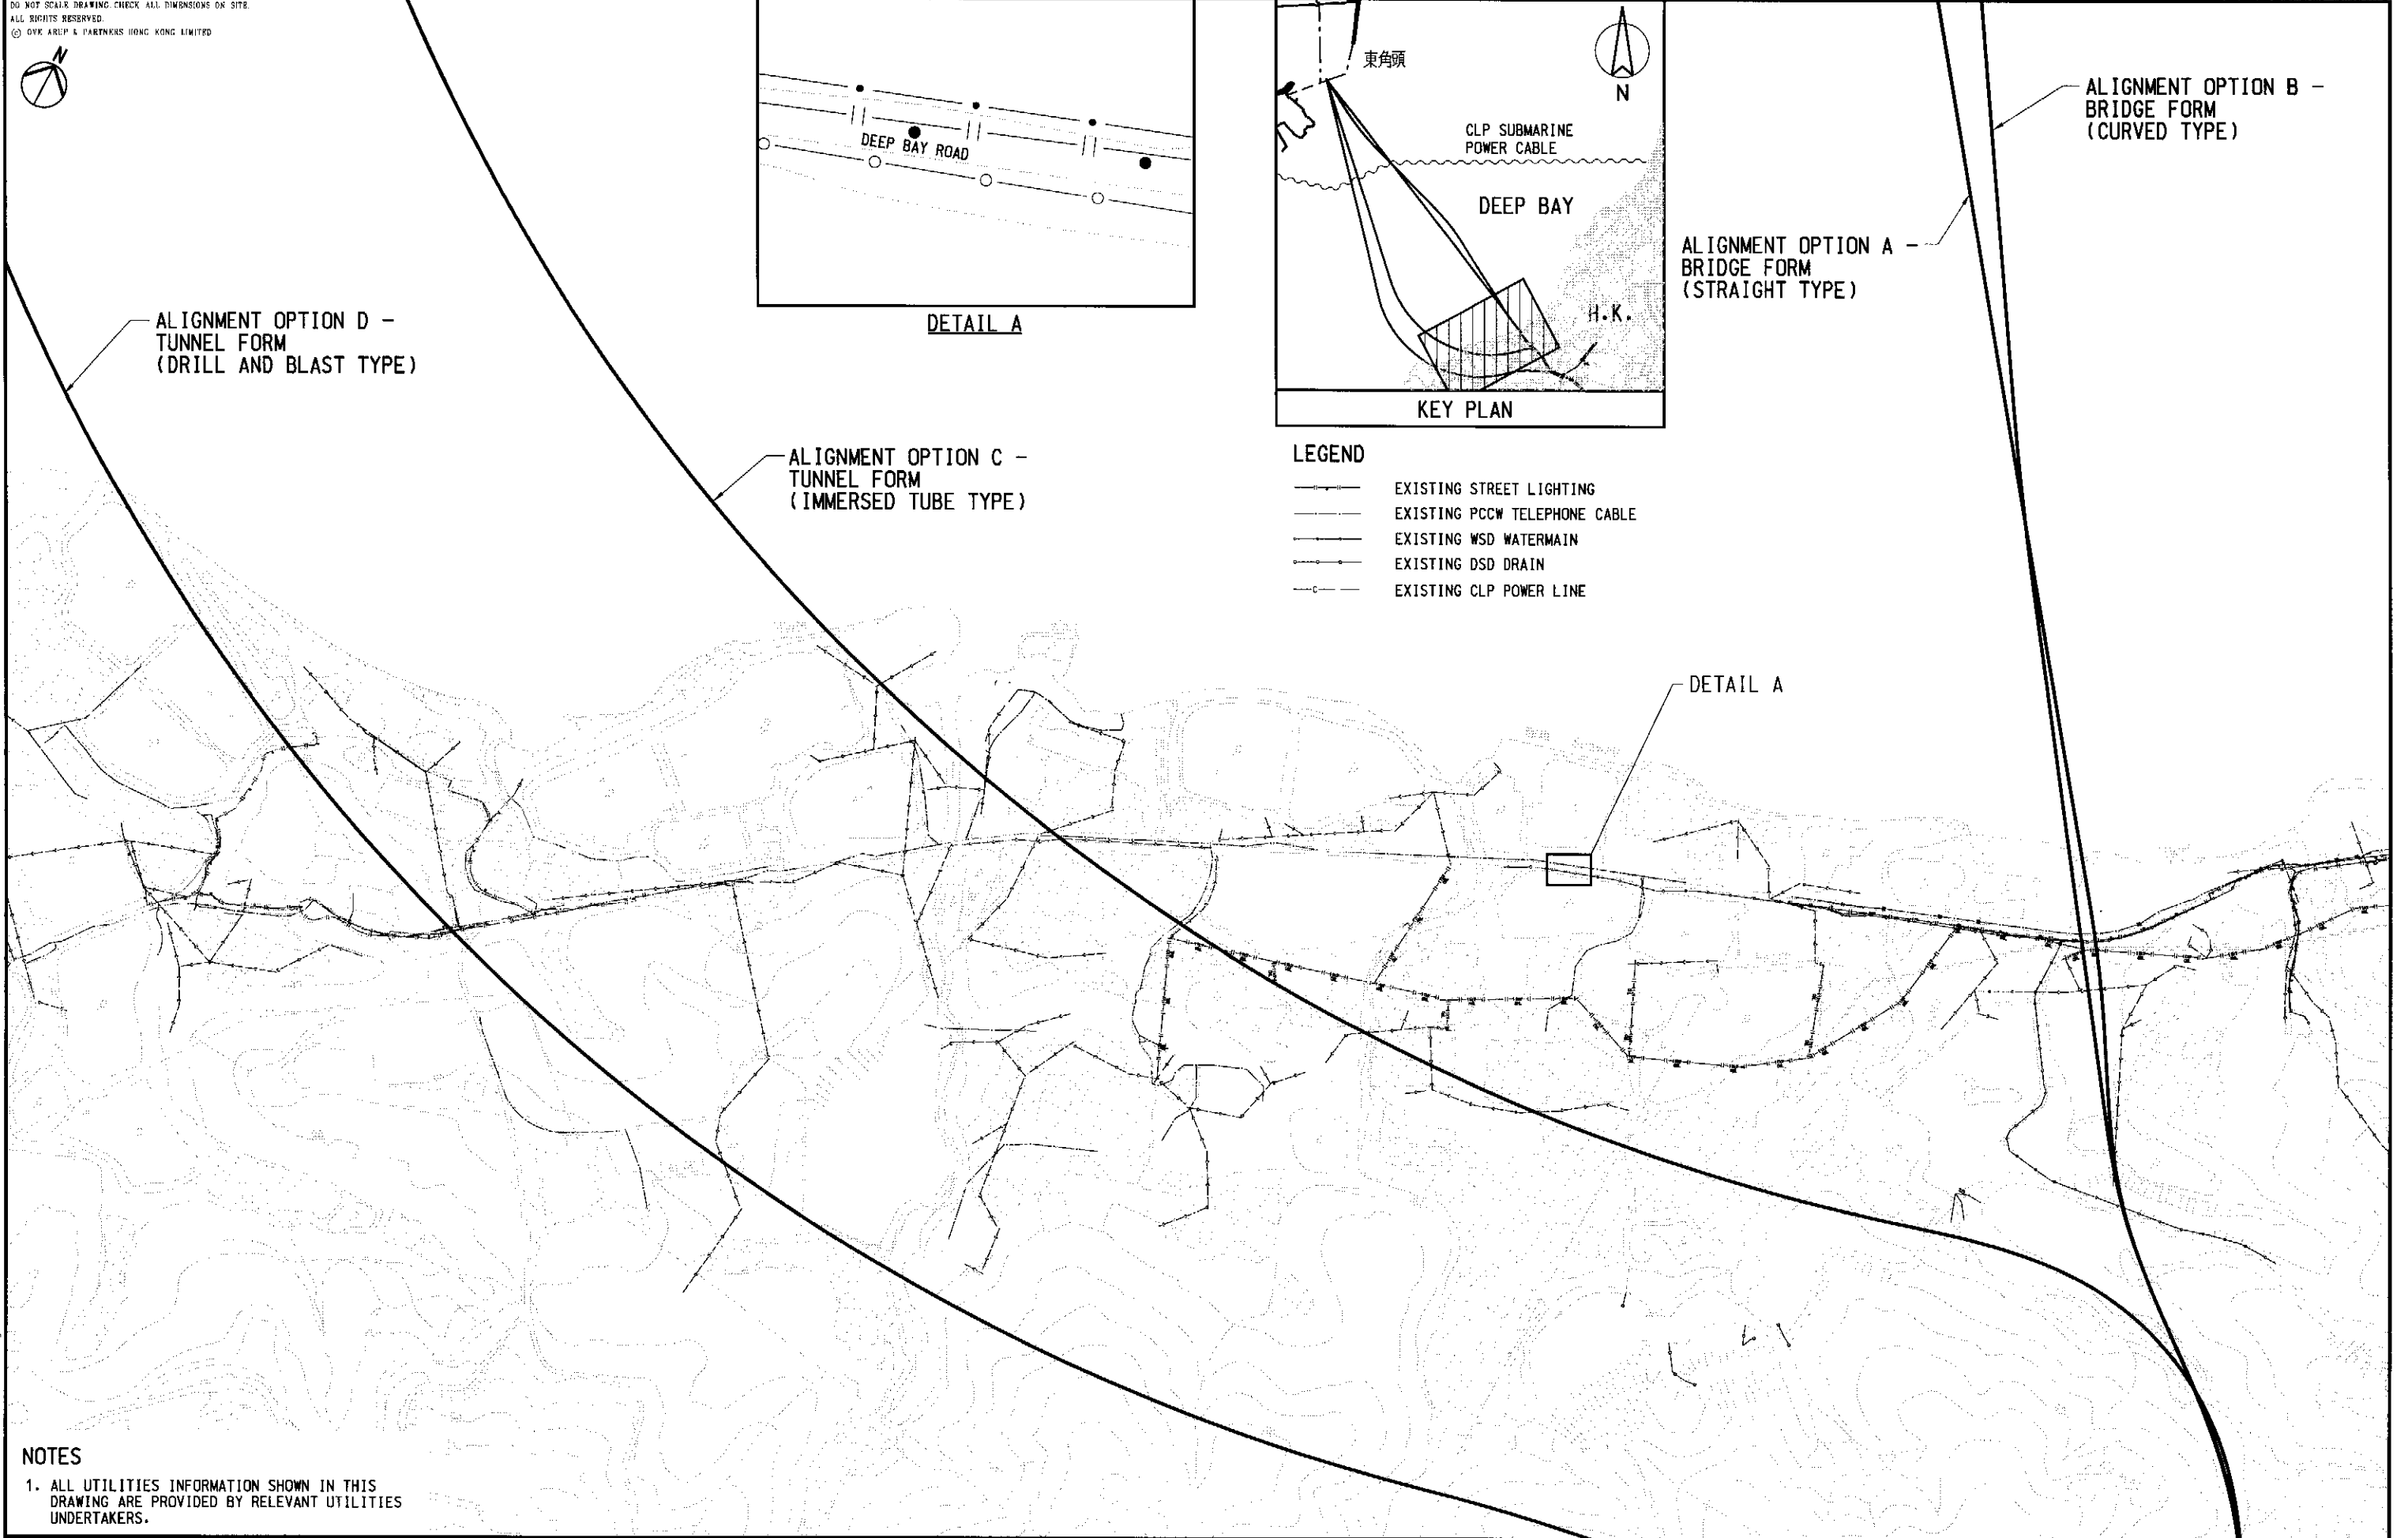 DO NOT SCALE DRAWING. CHECK ALL DIMENSIONS ON SITE.
ALL RIGHTS RESERVED.
© OVE ARUP & PARTNERS HONG KONG LIMITED
N
DEEP BAY ROAD
DETAIL A
東角頭
N
CLP SUBMARINE
POWER CABLE
DEEP BAY
H.K.
KEY PLAN
ALIGNMENT OPTION B -
BRIDGE FORM
(CURVED TYPE)
ALIGNMENT OPTION A -
BRIDGE FORM
(STRAIGHT TYPE)
ALIGNMENT OPTION D -
TUNNEL FORM
(DRILL AND BLAST TYPE)
ALIGNMENT OPTION C -
TUNNEL FORM
(IMMERSED TUBE TYPE)
LEGEND
EXISTING STREET LIGHTING
EXISTING PCCW TELEPHONE CABLE
EXISTING WSD WATERMAIN
EXISTING DSD DRAIN
C EXISTING CLP POWER LINE
DETAIL A
NOTES
1. ALL UTILITIES INFORMATION SHOWN IN THIS
DRAWING ARE PROVIDED BY RELEVANT UTILITIES
UNDERTAKERS.